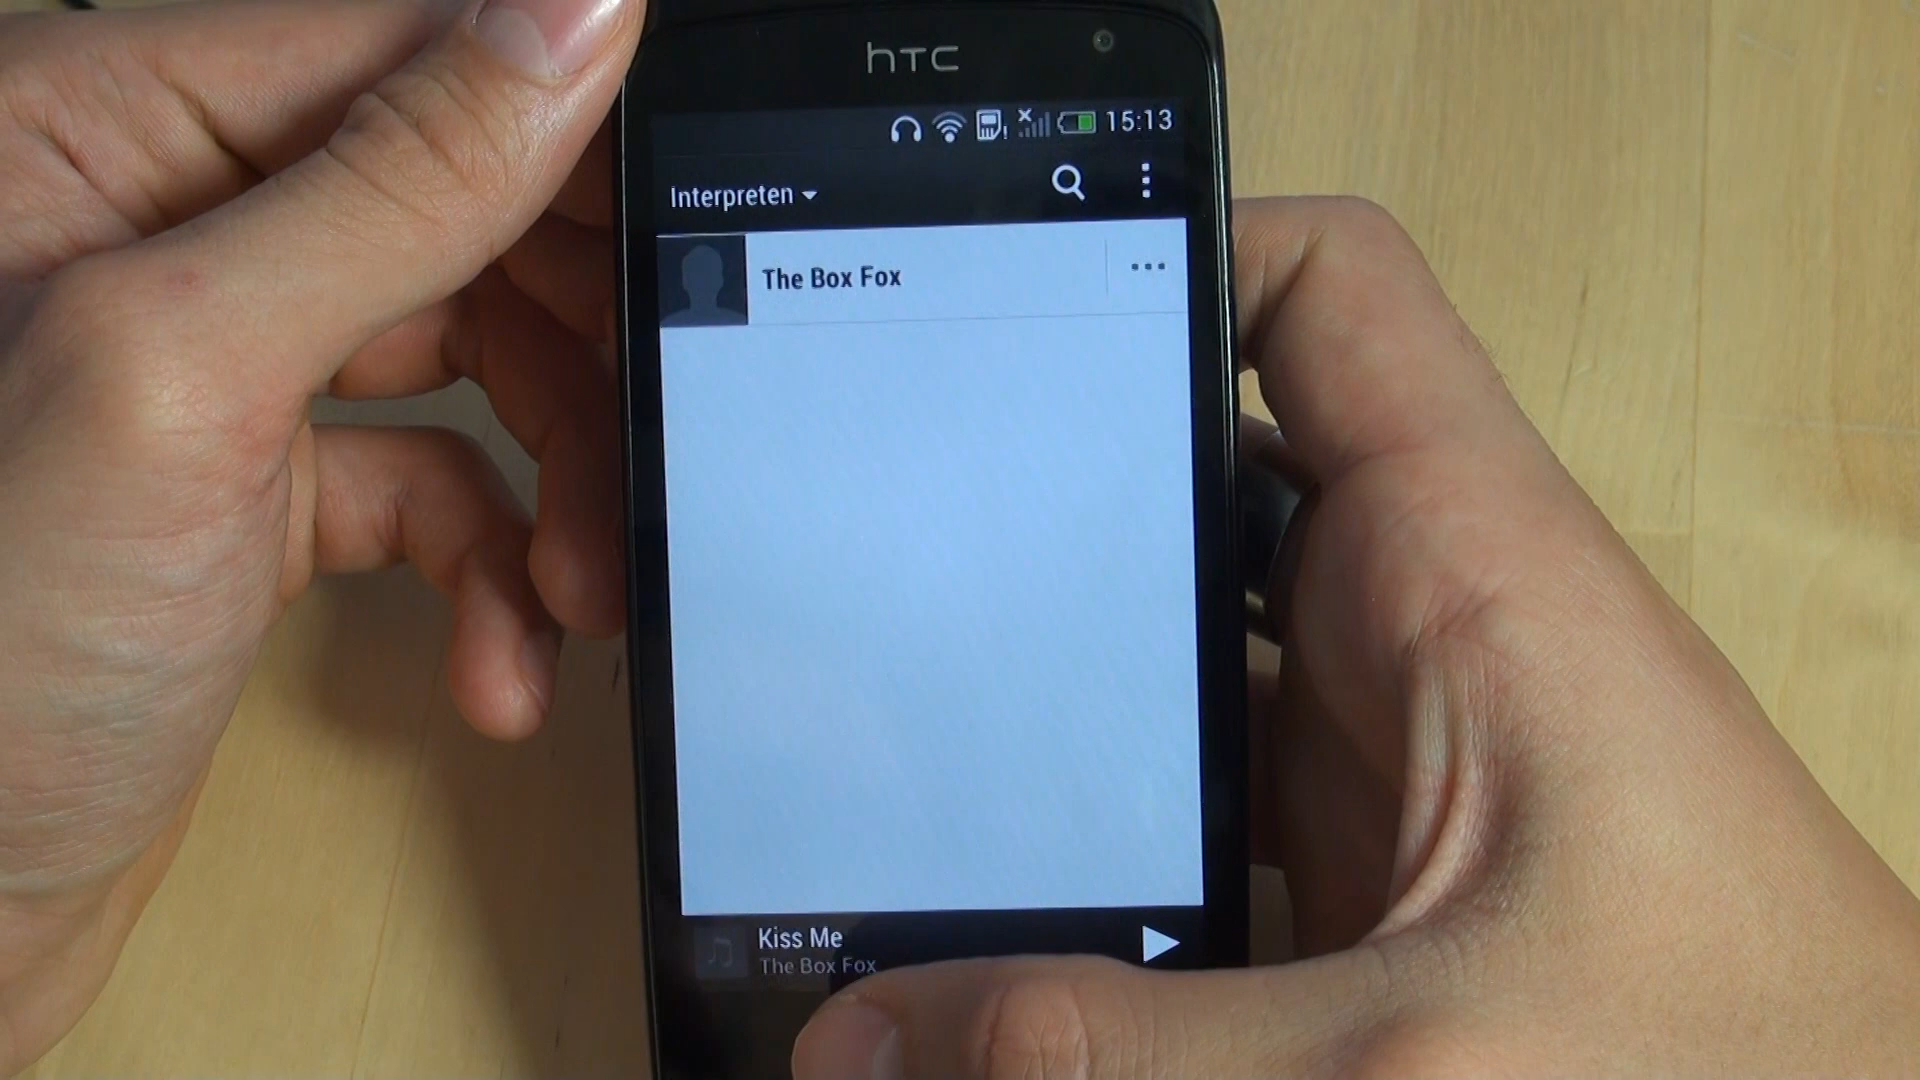 hTC
15:13
Interpreten
The Box Fox
Kiss Me
The Box Fox